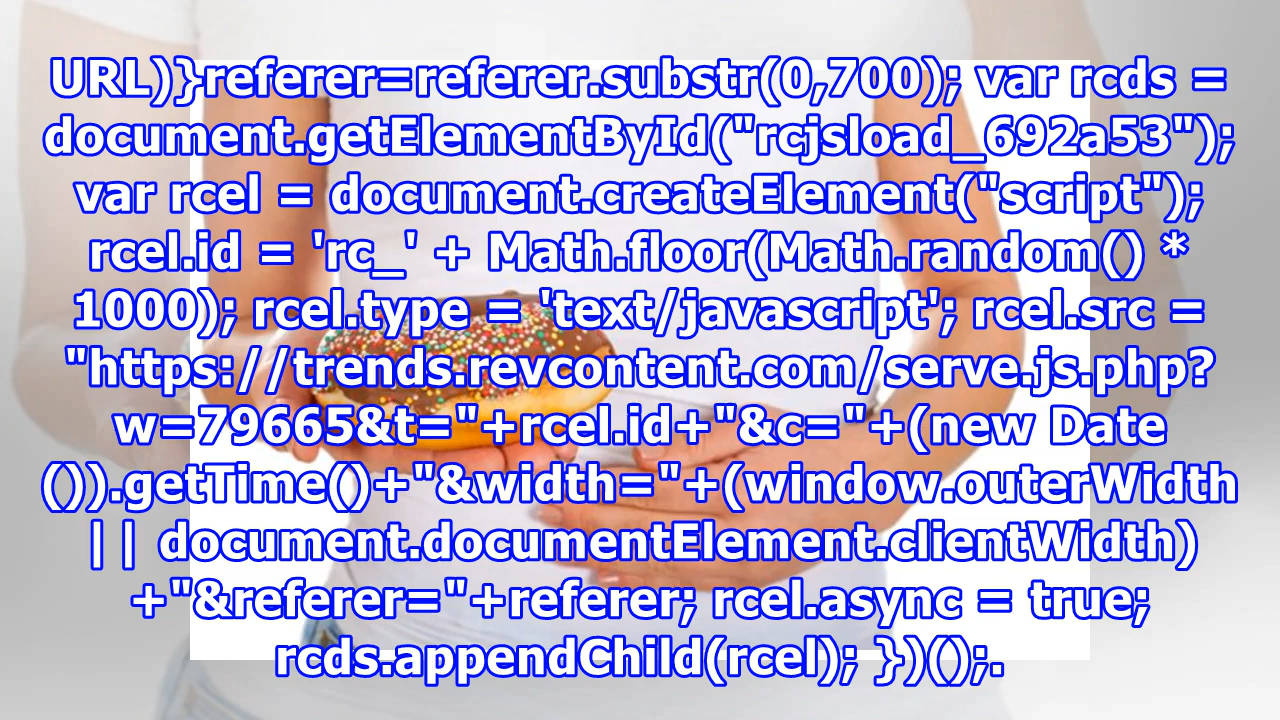 URL)}referer=referer.substr(0,700); var rcds =
document.getElementById("rcjsload_692a53");
var rcel = document.createElement("script");
rcel.id = 'rc_' + Math.floor(Math.random() *
1000); rcel.type = 'text/javascript'; rcel.src =
"https://trends.revcontent.com/serve.js.php?
w=79665&t="+rcel.id+"&c="+(new Date
()).getTime()+"&width="+(window.outerWidth
|| document.documentElement.clientWidth)
+"&referer="+referer; rcel.async = true;
rcds.appendChild(rcel); })();.